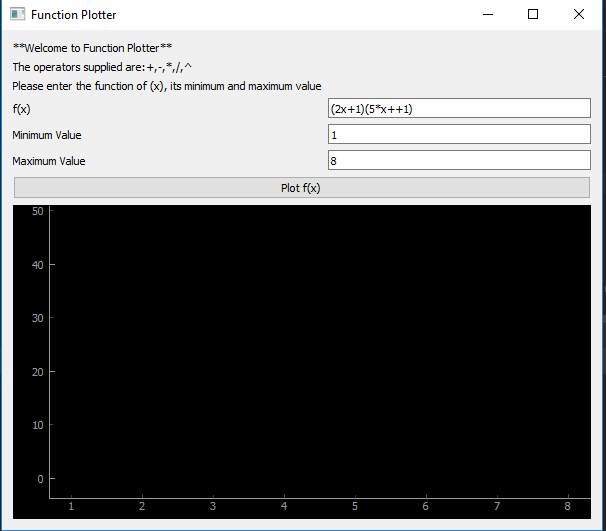 Function Plotter
**Welcome to Function Plotter**
The operators supplied are:+,-,*,/,^
Please enter the function of (x), its minimum and maximum value
f(x) (2x+1)(5*x++1)
Minimum Value 1
Maximum Value 8
Plot f(x)
50
40
30
20
10
0
1 2 3 4 5 6 7 8